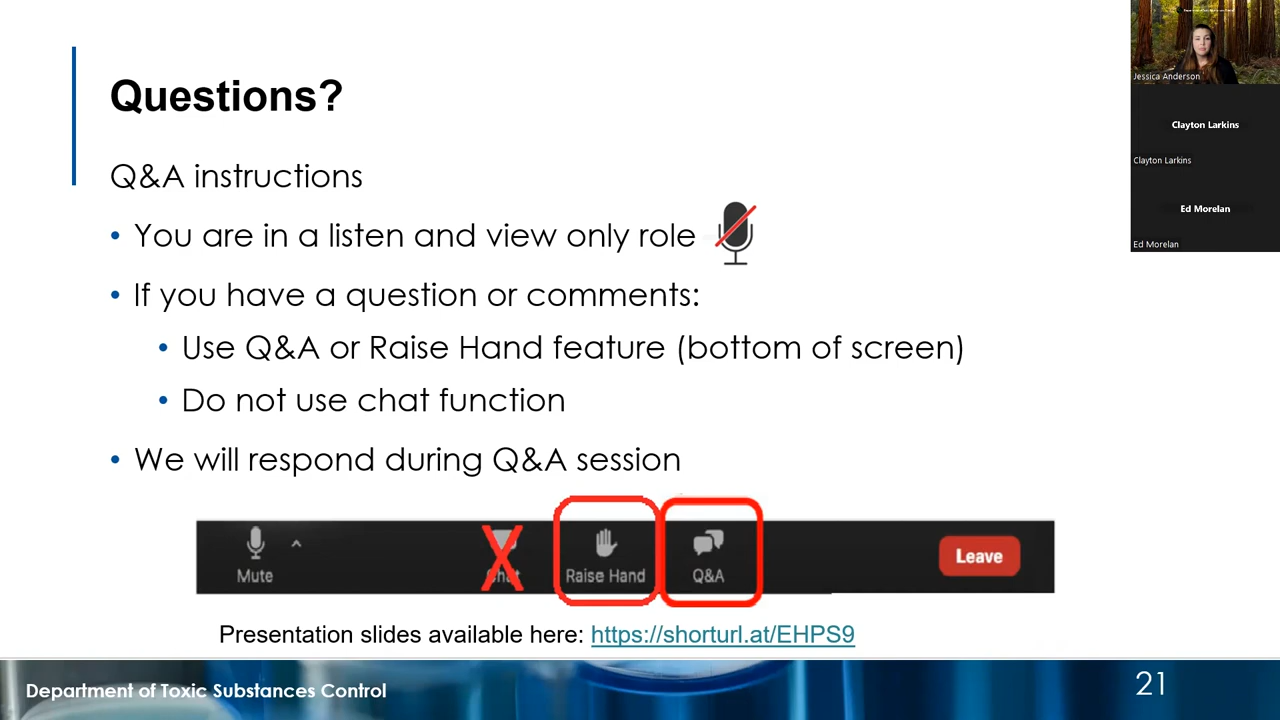 Questions?
Q&A instructions
• You are in a listen and view only role
• If you have a question or comments:
• Use Q&A or Raise Hand feature (bottom of screen)
• Do not use chat function
• We will respond during Q&A session
Mute
Chat
Raise Hand
Q&A
Leave
Presentation slides available here: https://shorturl.at/EHPS9
Department of Toxic Substances Control
21
Jessica Anderson
Clayton Larkins
Clayton Larkins
Ed Morelan
Ed Morelan